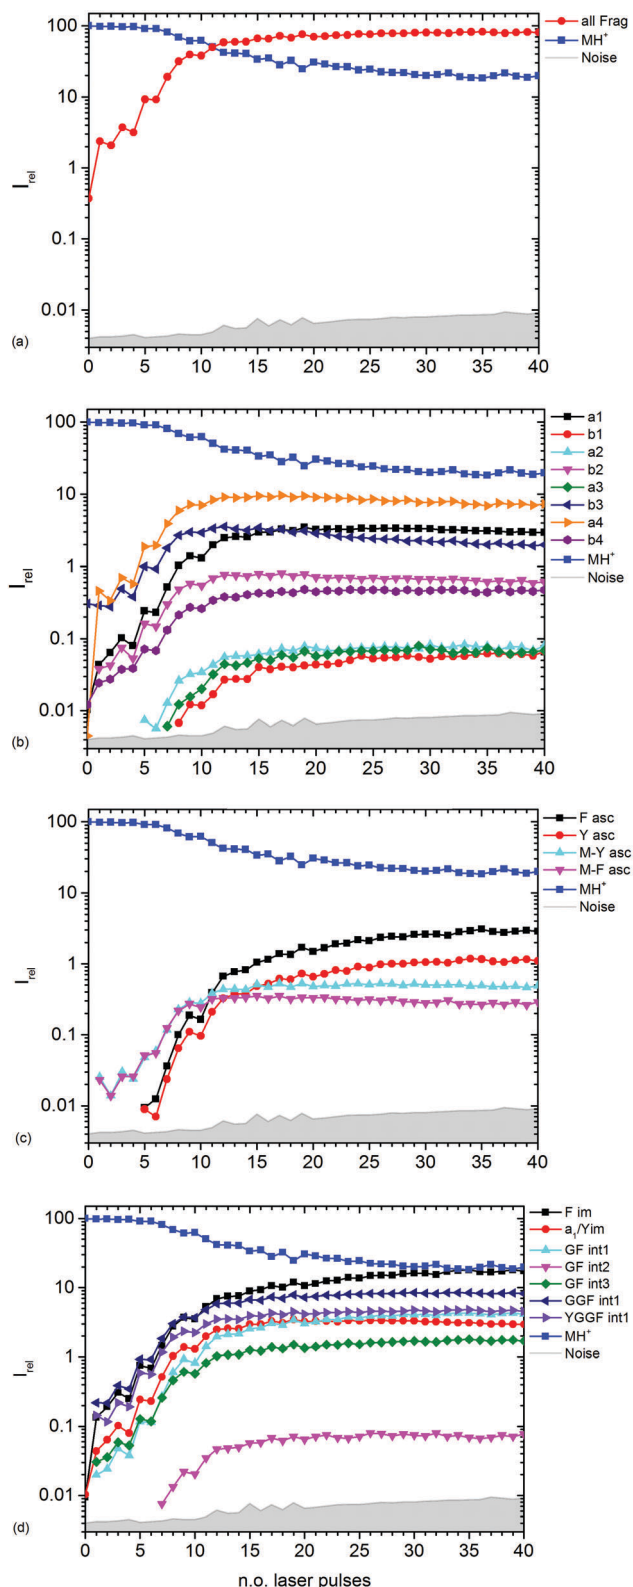 100
10
1
0.1
0.01
I rel
0 5 10 15 20 25 30 35 40
(a)
all Frag
MH+
Noise
100
10
1
0.1
0.01
I rel
0 5 10 15 20 25 30 35 40
(b)
a1
b1
a2
b2
a3
b3
a4
b4
MH+
Noise
100
10
1
0.1
0.01
I rel
0 5 10 15 20 25 30 35 40
(c)
F asc
Y asc
M-Y asc
M-F asc
MH+
Noise
100
10
1
0.1
0.01
I rel
0 5 10 15 20 25 30 35 40
(d)
F im
a1/Yim
GF int1
GF int2
GF int3
GGF int1
YGGF int1
MH+
Noise
n.o. laser pulses